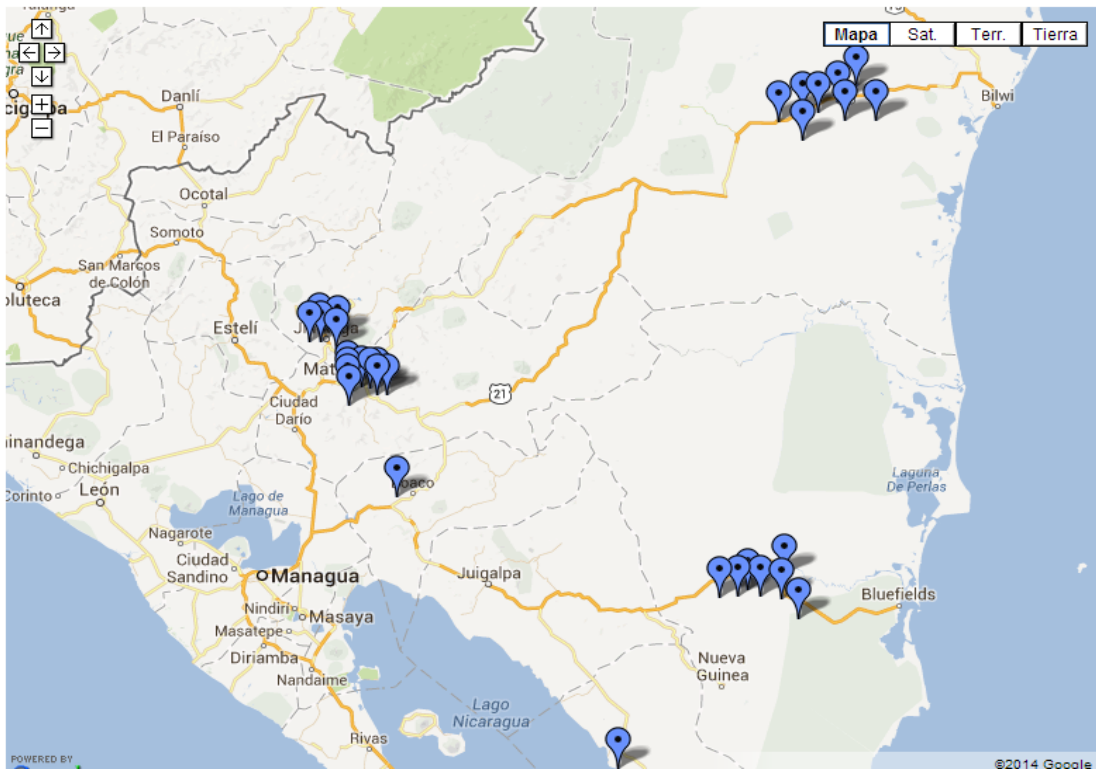 Mapa
Sat.
Terr.
Tierra
Bilwi
Danlí
El Paraíso
Ocotal
Somoto
San Marcos
de Colón
Estelí
21
Ciudad
Darío
Chichigalpa
Corinto
León
Lago de
Managua
Laguna
De Perlas
Nagarote
Ciudad
Sandino
Managua
Juigalpa
Nindirí
Masaya
Bluefields
Masatepe
Diriamba
Nandaime
Nueva
Guinea
Lago
Nicaragua
Rivas
POWERED BY
©2014 Google